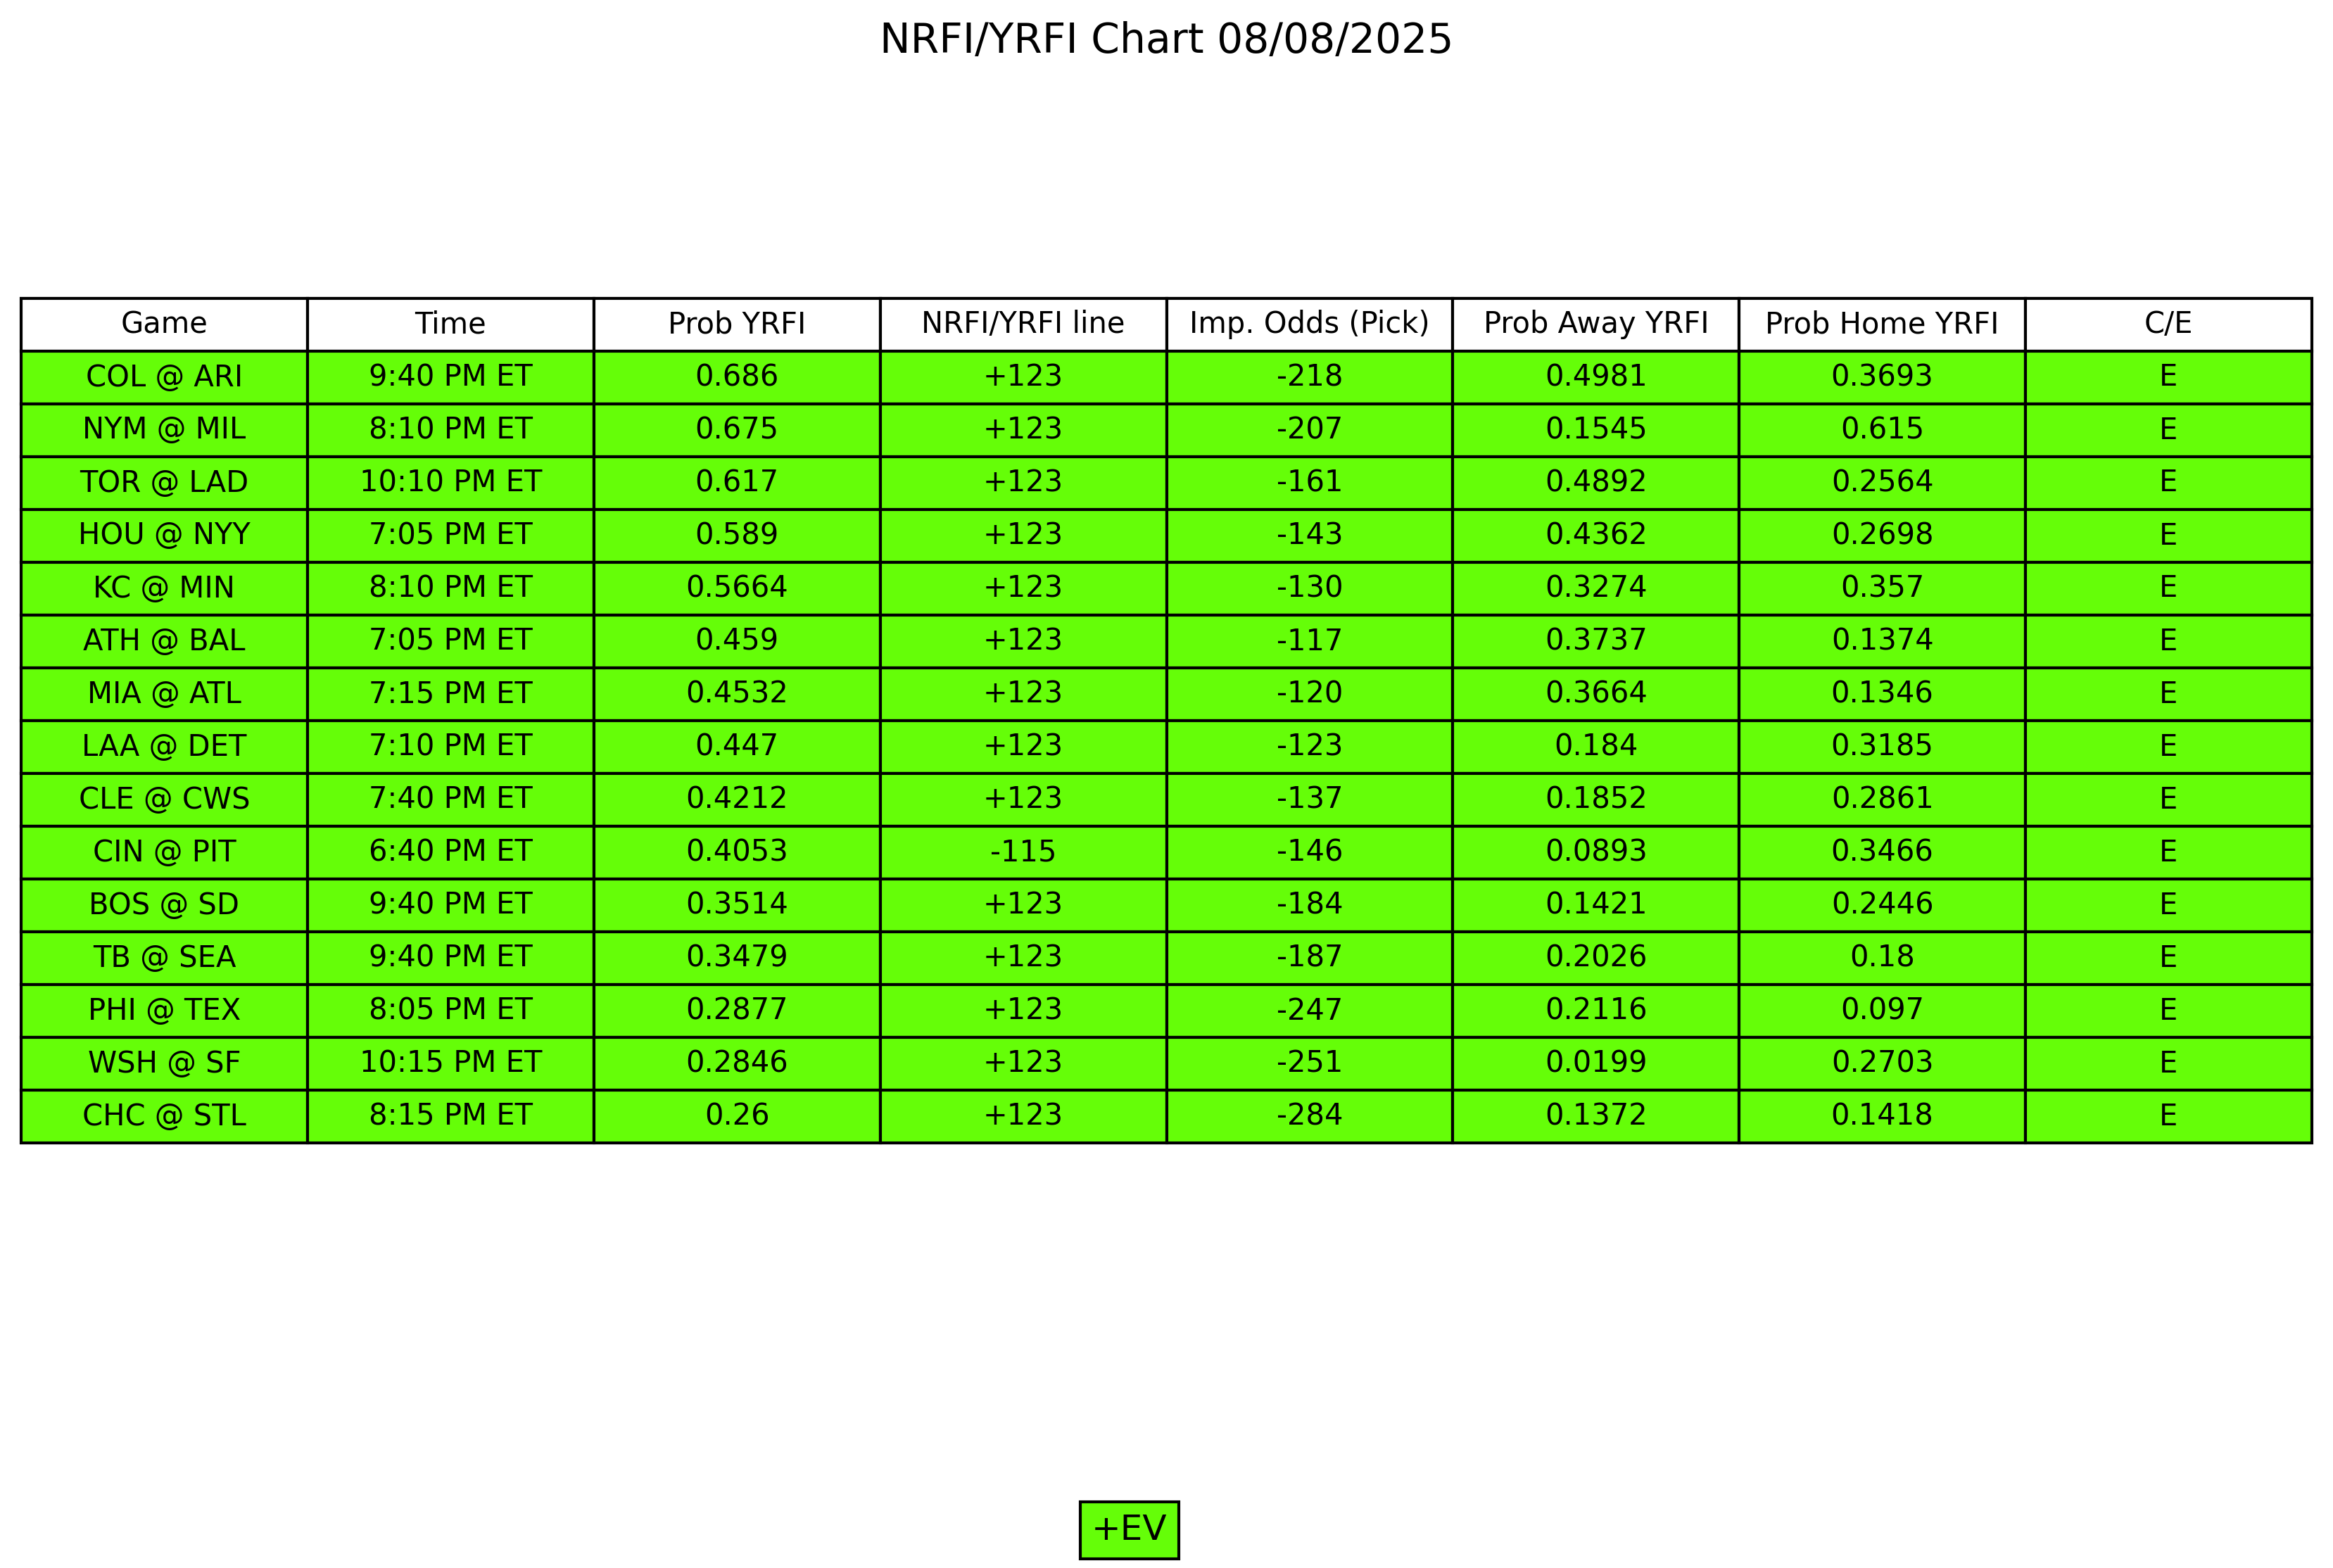 NRFI/YRFI Chart 08/08/2025
Game Time Prob YRFI NRFI/YRFI line Imp. Odds (Pick) Prob Away YRFI Prob Home YRFI C/E
COL @ ARI 9:40 PM ET 0.686 +123 -218 0.4981 0.3693 E
NYM @ MIL 8:10 PM ET 0.675 +123 -207 0.1545 0.615 E
TOR @ LAD 10:10 PM ET 0.617 +123 -161 0.4892 0.2564 E
HOU @ NYY 7:05 PM ET 0.589 +123 -143 0.4362 0.2698 E
KC @ MIN 8:10 PM ET 0.5664 +123 -130 0.3274 0.357 E
ATH @ BAL 7:05 PM ET 0.459 +123 -117 0.3737 0.1374 E
MIA @ ATL 7:15 PM ET 0.4532 +123 -120 0.3664 0.1346 E
LAA @ DET 7:10 PM ET 0.447 +123 -123 0.184 0.3185 E
CLE @ CWS 7:40 PM ET 0.4212 +123 -137 0.1852 0.2861 E
CIN @ PIT 6:40 PM ET 0.4053 -115 -146 0.0893 0.3466 E
BOS @ SD 9:40 PM ET 0.3514 +123 -184 0.1421 0.2446 E
TB @ SEA 9:40 PM ET 0.3479 +123 -187 0.2026 0.18 E
PHI @ TEX 8:05 PM ET 0.2877 +123 -247 0.2116 0.097 E
WSH @ SF 10:15 PM ET 0.2846 +123 -251 0.0199 0.2703 E
CHC @ STL 8:15 PM ET 0.26 +123 -284 0.1372 0.1418 E
+EV